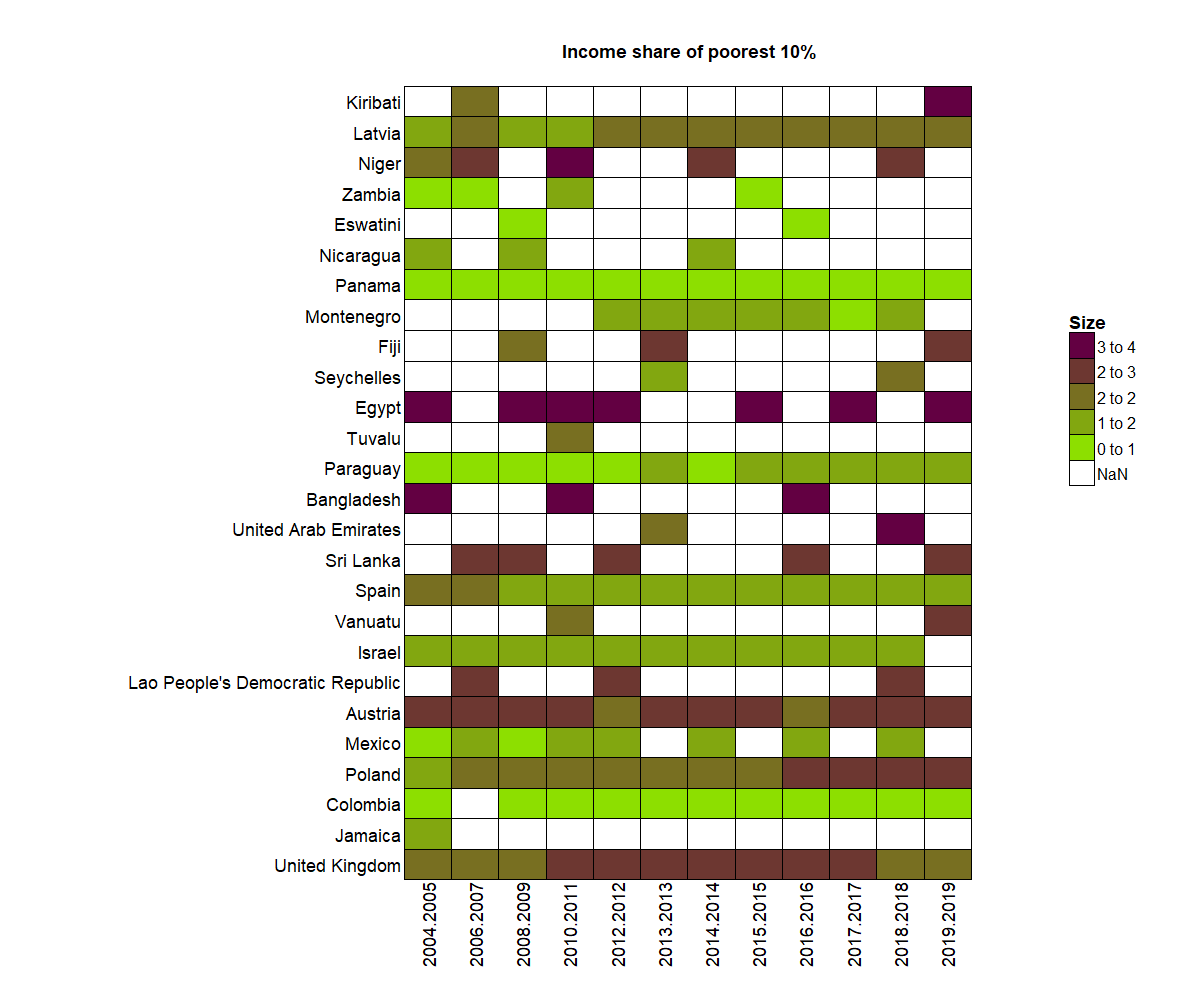 Income share of poorest 10%
Kiribati
Latvia
Niger
Zambia
Eswatini
Nicaragua
Panama
Montenegro
Fiji
Seychelles
Egypt
Tuvalu
Paraguay
Bangladesh
United Arab Emirates
Sri Lanka
Spain
Vanuatu
Israel
Lao People's Democratic Republic
Austria
Mexico
Poland
Colombia
Jamaica
United Kingdom
2004.2005
2006.2007
2008.2009
2010.2011
2012.2012
2013.2013
2014.2014
2015.2015
2016.2016
2017.2017
2018.2018
2019.2019
Size
3 to 4
2 to 3
2 to 2
1 to 2
0 to 1
NaN